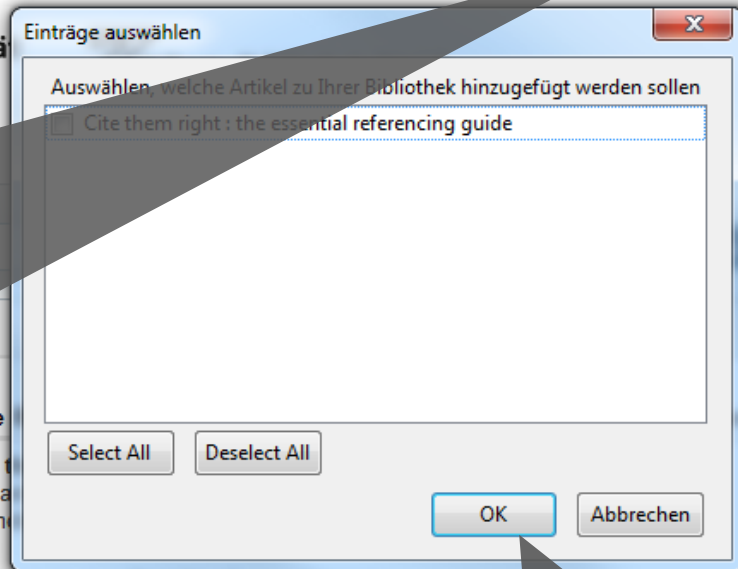 Einträge auswählen
Auswählen, welche Artikel zu Ihrer Bibliothek hinzugefügt werden sollen
Cite them right : the essential referencing guide
Select All
Deselect All
OK
Abbrechen